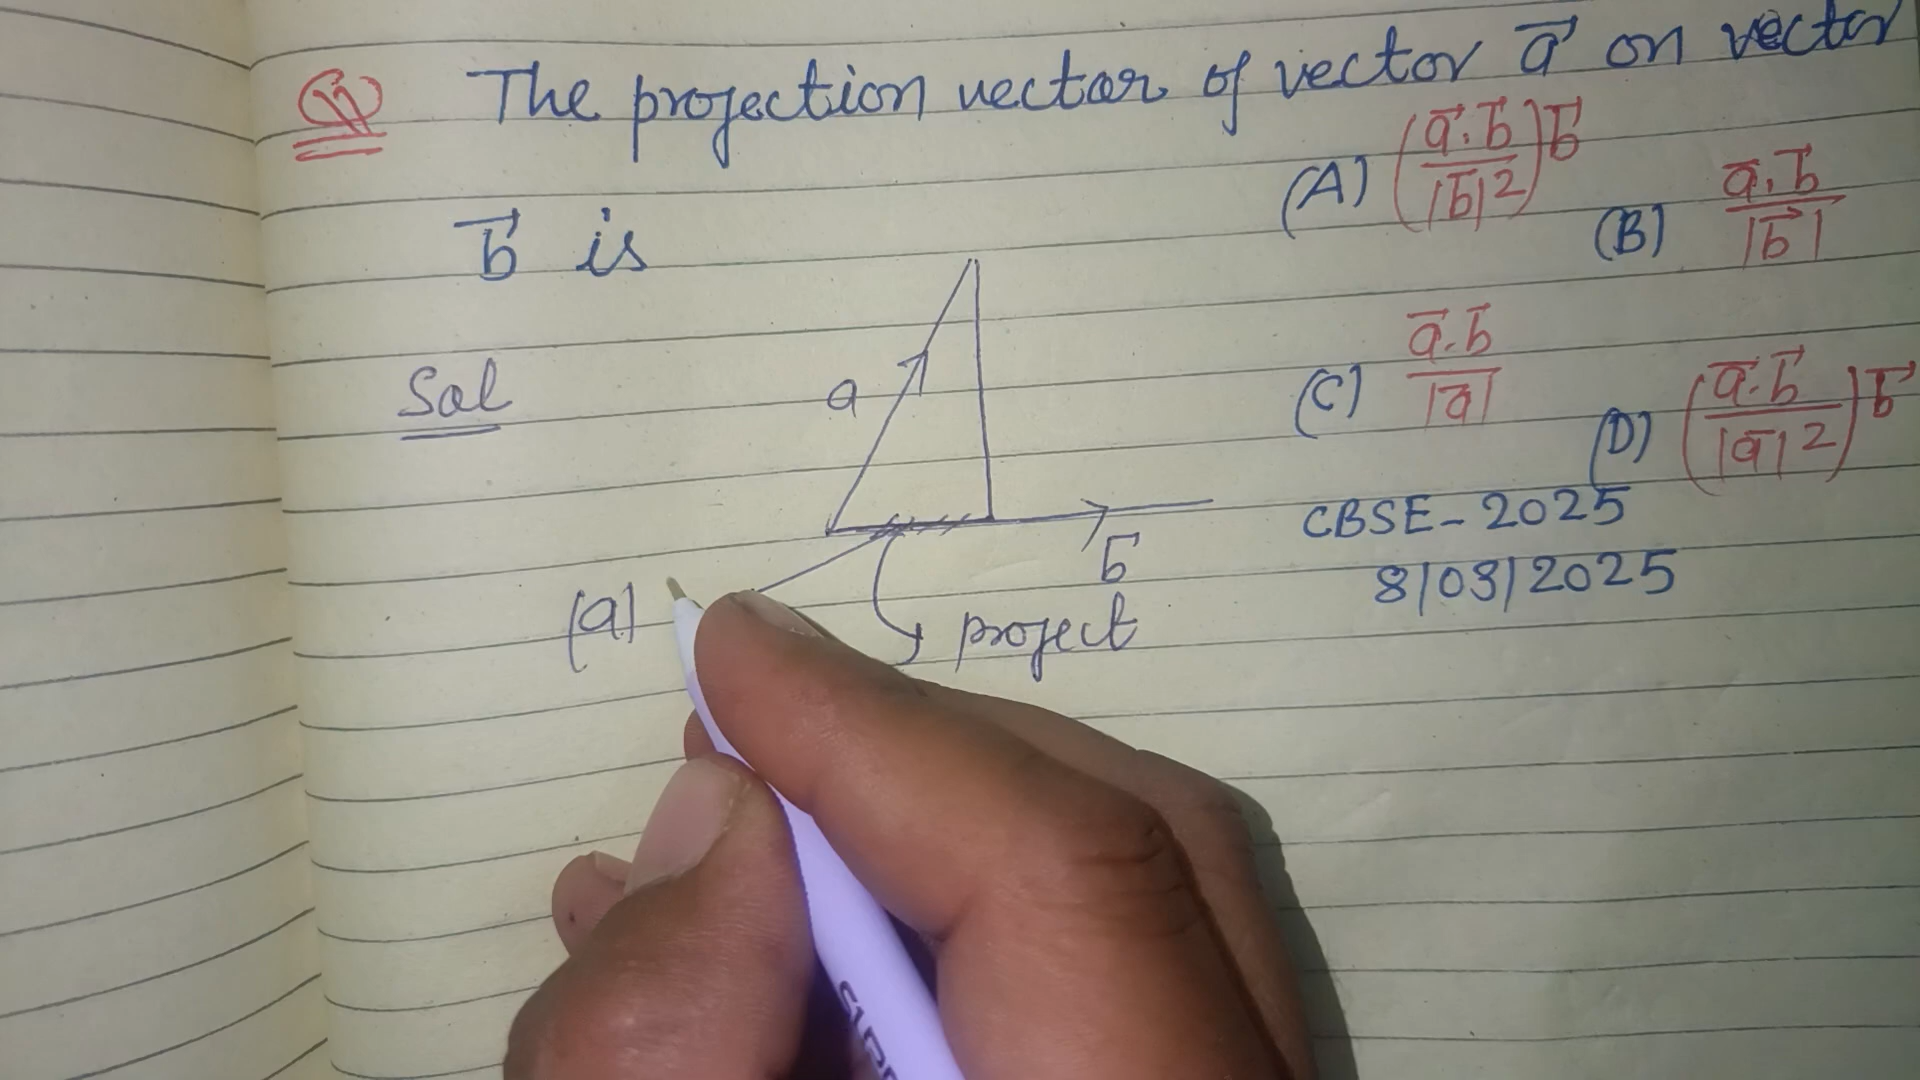 Q The projection vector of vector a⃗ on vector
b⃗ is
(A) (a⃗.b⃗/|b⃗|²)b⃗
(B) a⃗.b⃗/|b⃗|
(C) a⃗.b⃗/|a⃗|
(D) (a⃗.b⃗/|a⃗|²)b⃗
CBSE-2025
8/03/2025
Sol
a
b⃗
|a|
project